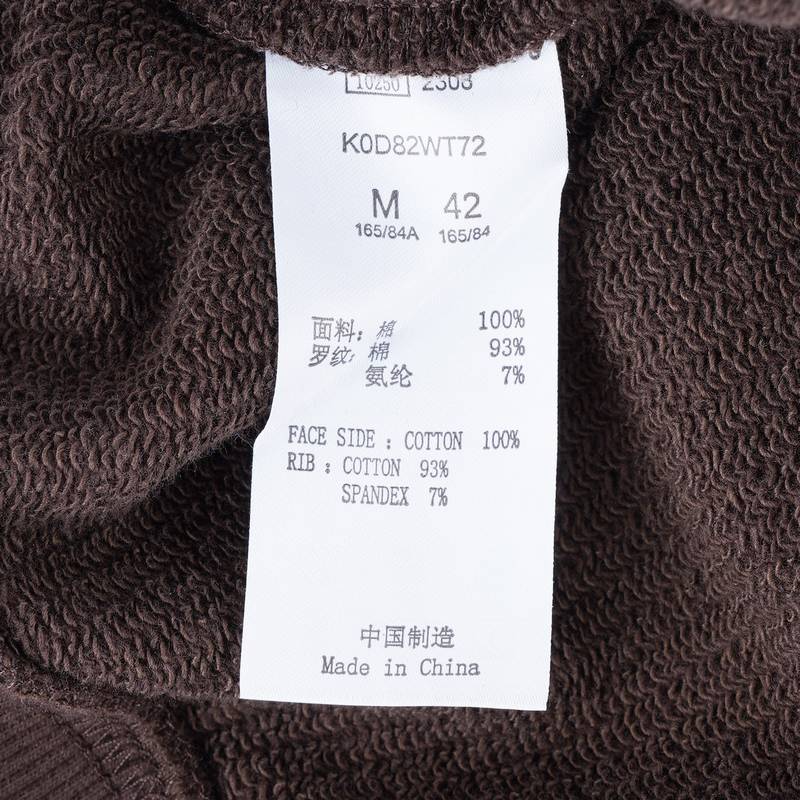 10250 2303
K0D82WT72
M 42
165/84A 165/84
面料: 棉 100%
罗纹: 棉 93%
氨纶 7%
FACE SIDE : COTTON 100%
RIB : COTTON 93%
SPANDEX 7%
中国制造
Made in China